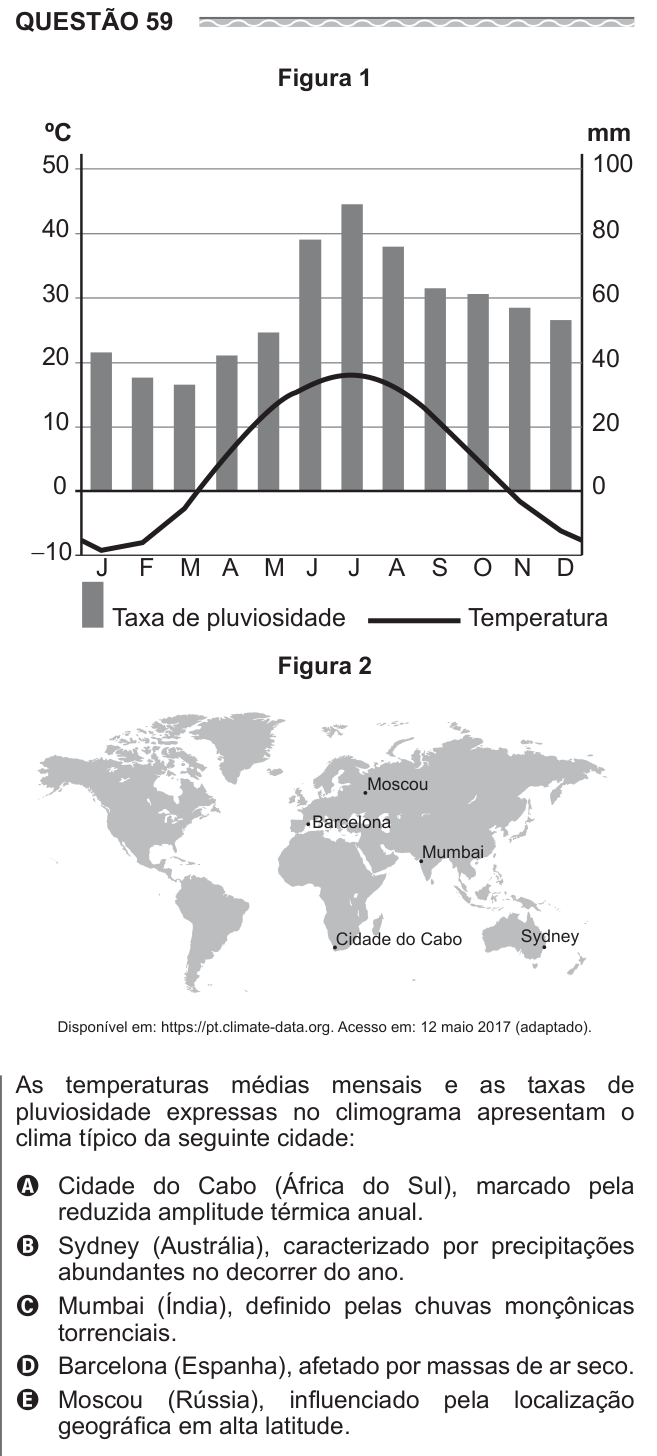 QUESTÃO 59
Figura 1
ºC
mm
50
100
40
80
30
60
20
40
10
20
0
0
–10
J F M A M J J A S O N D
Taxa de pluviosidade
Temperatura
Figura 2
Moscou
Barcelona
Mumbai
Cidade do Cabo
Sydney
Disponível em: https://pt.climate-data.org. Acesso em: 12 maio 2017 (adaptado).
As temperaturas médias mensais e as taxas de
pluviosidade expressas no climograma apresentam o
clima típico da seguinte cidade:
A Cidade do Cabo (África do Sul), marcado pela
reduzida amplitude térmica anual.
B Sydney (Austrália), caracterizado por precipitações
abundantes no decorrer do ano.
C Mumbai (Índia), definido pelas chuvas monçônicas
torrenciais.
D Barcelona (Espanha), afetado por massas de ar seco.
E Moscou (Rússia), influenciado pela localização
geográfica em alta latitude.